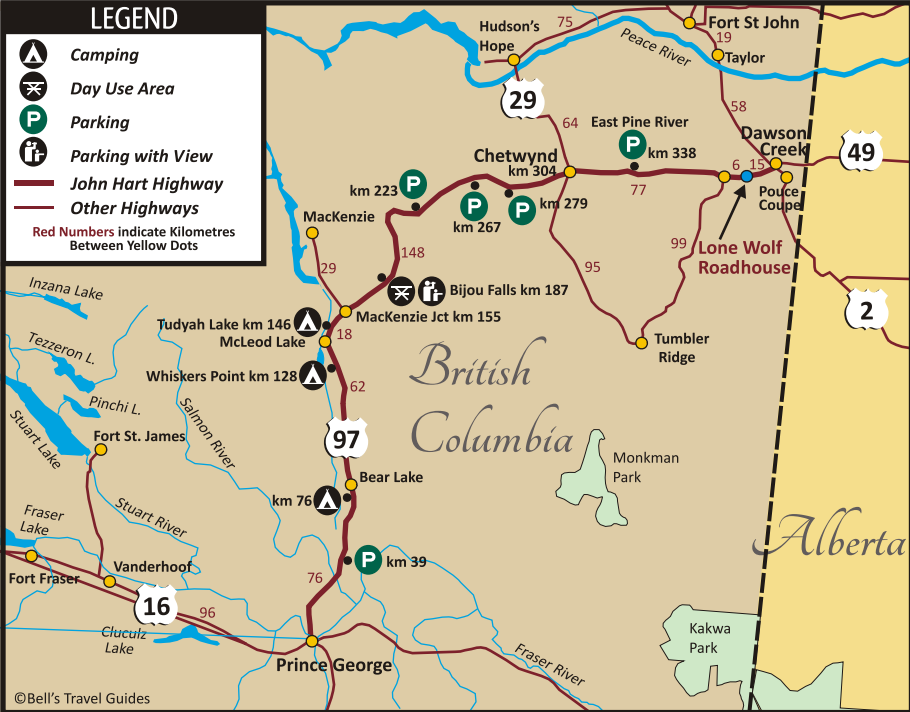 LEGEND
Camping
Day Use Area
P
Parking
Parking with View
John Hart Highway
Other Highways
Red Numbers indicate Kilometres
Between Yellow Dots
Hudson's
Hope
75
Fort St John
19
Taylor
Peace River
29
58
64
East Pine River
P
km 338
Dawson
Creek
49
Chetwynd
km 304
77
6
15
Pouce
Coupe
km 223
P
P
km 267
P
km 279
MacKenzie
148
29
99
Lone Wolf
Roadhouse
95
2
Bijou Falls km 187
MacKenzie Jct km 155
Inzana Lake
Tudyah Lake km 146
18
McLeod Lake
Tumbler
Ridge
Tezzeron L.
Whiskers Point km 128
62
British
Columbia
Pinchi L.
Stuart Lake
Salmon River
Fort St. James
97
Monkman
Park
Bear Lake
km 76
Stuart River
Fraser
Lake
Alberta
P
km 39
Vanderhoof
Fort Fraser
76
16
96
Cluculz
Lake
Kakwa
Park
Prince George
Fraser River
©Bell's Travel Guides